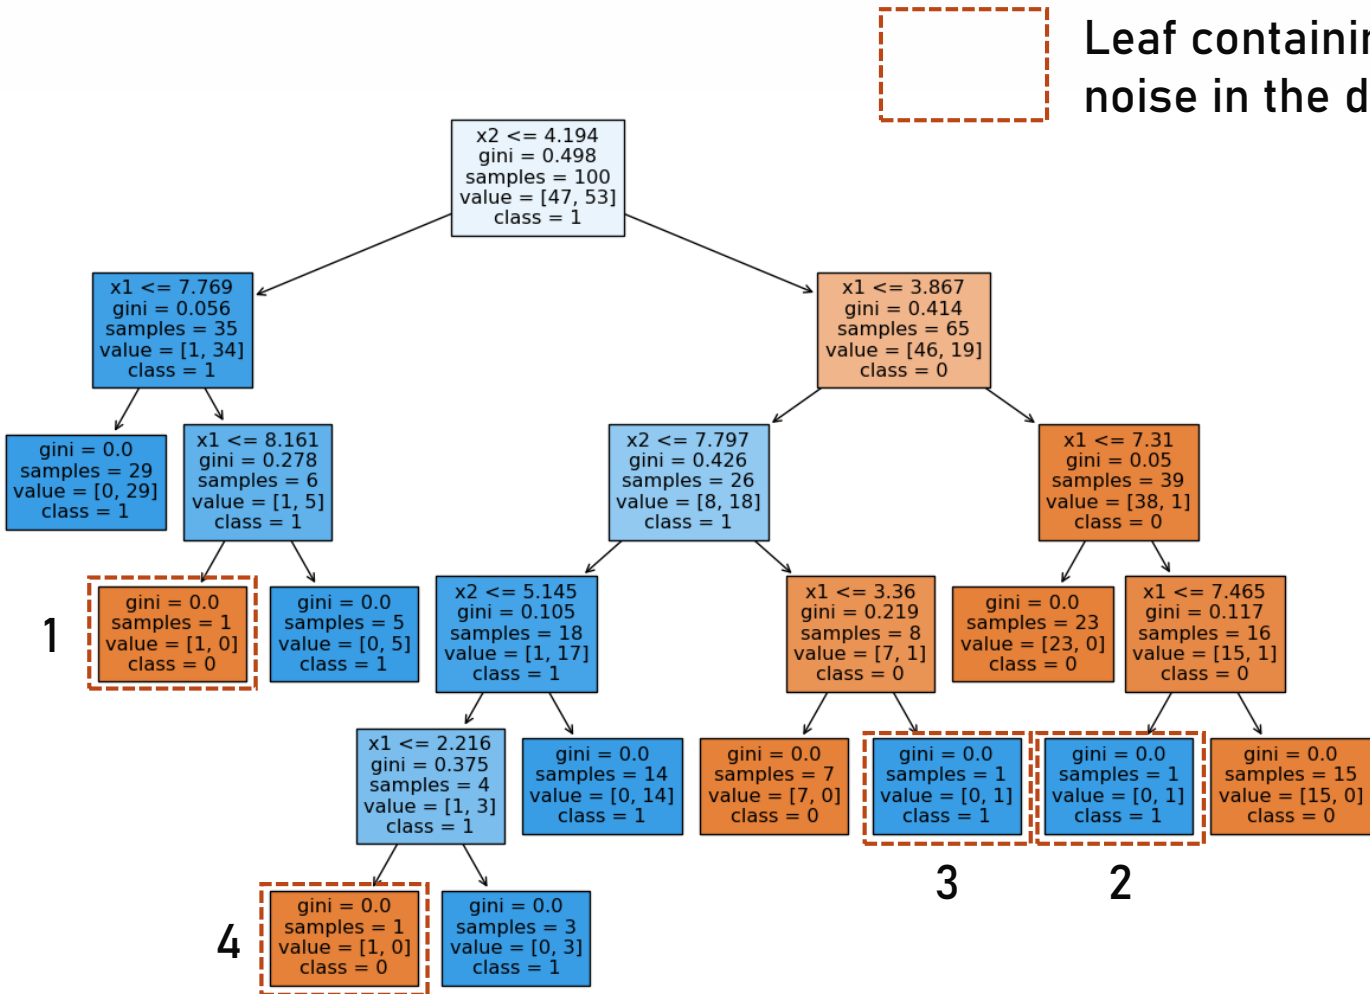 Leaf containin
noise in the d
x2 <= 4.194
gini = 0.498
samples = 100
value = [47, 53]
class = 1
x1 <= 7.769
gini = 0.056
samples = 35
value = [1, 34]
class = 1
x1 <= 3.867
gini = 0.414
samples = 65
value = [46, 19]
class = 0
gini = 0.0
samples = 29
value = [0, 29]
class = 1
x1 <= 8.161
gini = 0.278
samples = 6
value = [1, 5]
class = 1
x2 <= 7.797
gini = 0.426
samples = 26
value = [8, 18]
class = 1
x1 <= 7.31
gini = 0.05
samples = 39
value = [38, 1]
class = 0
1
gini = 0.0
samples = 1
value = [1, 0]
class = 0
gini = 0.0
samples = 5
value = [0, 5]
class = 1
x2 <= 5.145
gini = 0.105
samples = 18
value = [1, 17]
class = 1
x1 <= 3.36
gini = 0.219
samples = 8
value = [7, 1]
class = 0
gini = 0.0
samples = 23
value = [23, 0]
class = 0
x1 <= 7.465
gini = 0.117
samples = 16
value = [15, 1]
class = 0
x1 <= 2.216
gini = 0.375
samples = 4
value = [1, 3]
class = 1
gini = 0.0
samples = 14
value = [0, 14]
class = 1
gini = 0.0
samples = 7
value = [7, 0]
class = 0
gini = 0.0
samples = 1
value = [0, 1]
class = 1
gini = 0.0
samples = 1
value = [0, 1]
class = 1
gini = 0.0
samples = 15
value = [15, 0]
class = 0
3
2
4
gini = 0.0
samples = 1
value = [1, 0]
class = 0
gini = 0.0
samples = 3
value = [0, 3]
class = 1